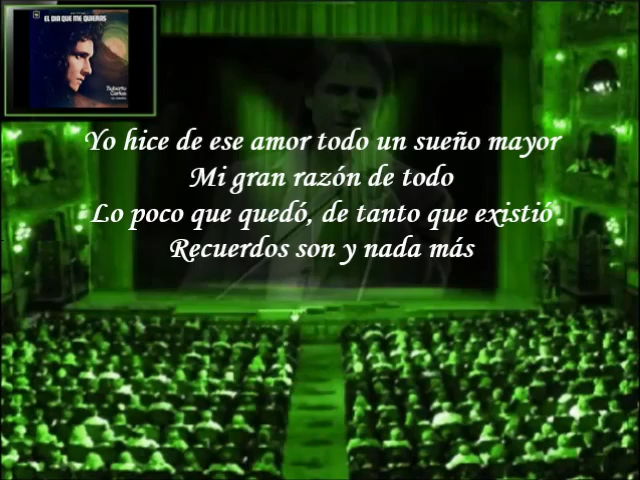 EL DIA QUE ME QUIERAS
Roberto
Carlos
Yo hice de ese amor todo un sueño mayor
Mi gran razón de todo
Lo poco que quedó, de tanto que existió
Recuerdos son y nada más